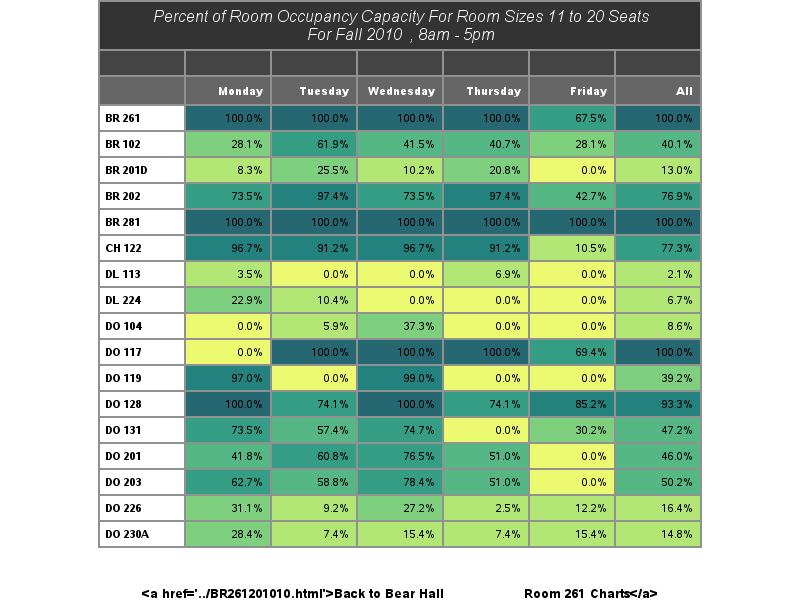 Percent of Room Occupancy Capacity For Room Sizes 11 to 20 Seats
For Fall 2010 , 8am - 5pm
Monday Tuesday Wednesday Thursday Friday All
BR 261 100.0% 100.0% 100.0% 100.0% 67.5% 100.0%
BR 102 28.1% 61.9% 41.5% 40.7% 28.1% 40.1%
BR 201D 8.3% 25.5% 10.2% 20.8% 0.0% 13.0%
BR 202 73.5% 97.4% 73.5% 97.4% 42.7% 76.9%
BR 281 100.0% 100.0% 100.0% 100.0% 100.0% 100.0%
CH 122 96.7% 91.2% 96.7% 91.2% 10.5% 77.3%
DL 113 3.5% 0.0% 0.0% 6.9% 0.0% 2.1%
DL 224 22.9% 10.4% 0.0% 0.0% 0.0% 6.7%
DO 104 0.0% 5.9% 37.3% 0.0% 0.0% 8.6%
DO 117 0.0% 100.0% 100.0% 100.0% 69.4% 100.0%
DO 119 97.0% 0.0% 99.0% 0.0% 0.0% 39.2%
DO 128 100.0% 74.1% 100.0% 74.1% 85.2% 93.3%
DO 131 73.5% 57.4% 74.7% 0.0% 30.2% 47.2%
DO 201 41.8% 60.8% 76.5% 51.0% 0.0% 46.0%
DO 203 62.7% 58.8% 78.4% 51.0% 0.0% 50.2%
DO 226 31.1% 9.2% 27.2% 2.5% 12.2% 16.4%
DO 230A 28.4% 7.4% 15.4% 7.4% 15.4% 14.8%
<a href='../BR261201010.html'>Back to Bear Hall Room 261 Charts</a>